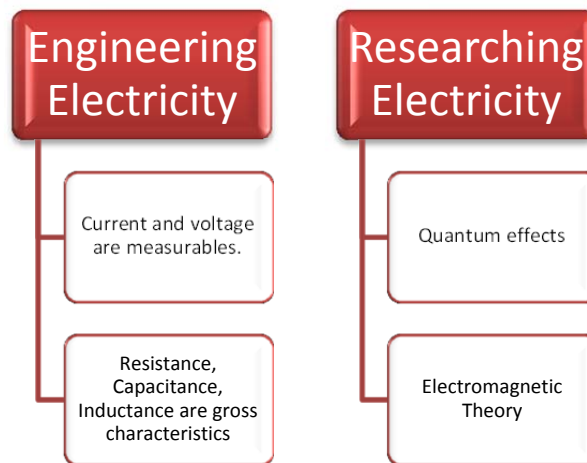 Engineering
Electricity
Current and voltage
are measurables.
Resistance,
Capacitance,
Inductance are gross
characteristics
Researching
Electricity
Quantum effects
Electromagnetic
Theory